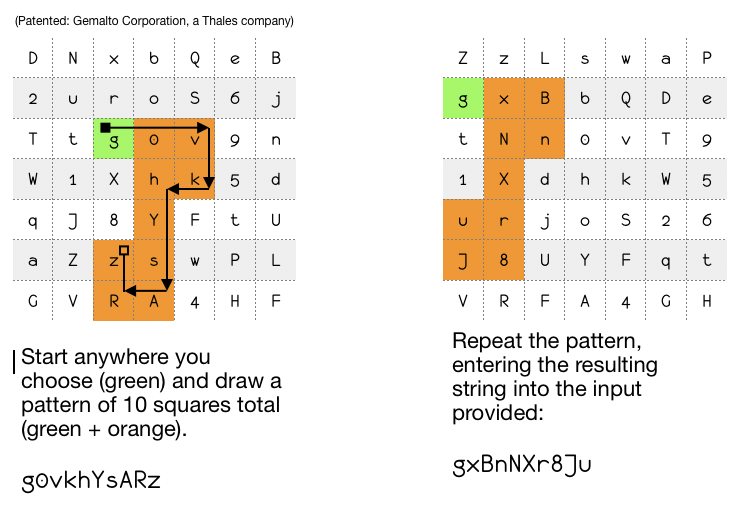 (Patented: Gemalto Corporation, a Thales company)
D N x b Q e B
2 u r o S 6 j
T t g 0 v 9 n
W 1 X h k 5 d
q J 8 Y F t U
a Z z s w P L
G V R A 4 H F
Start anywhere you
choose (green) and draw a
pattern of 10 squares total
(green + orange).
g0vkhYsARz
Z z L s w a P
g x B b Q D e
t N n 0 v T 9
1 X d h k W 5
u r j o S 2 6
J 8 U Y F q t
V R F A 4 G H
Repeat the pattern,
entering the resulting
string into the input
provided:
gxBnNXr8Ju